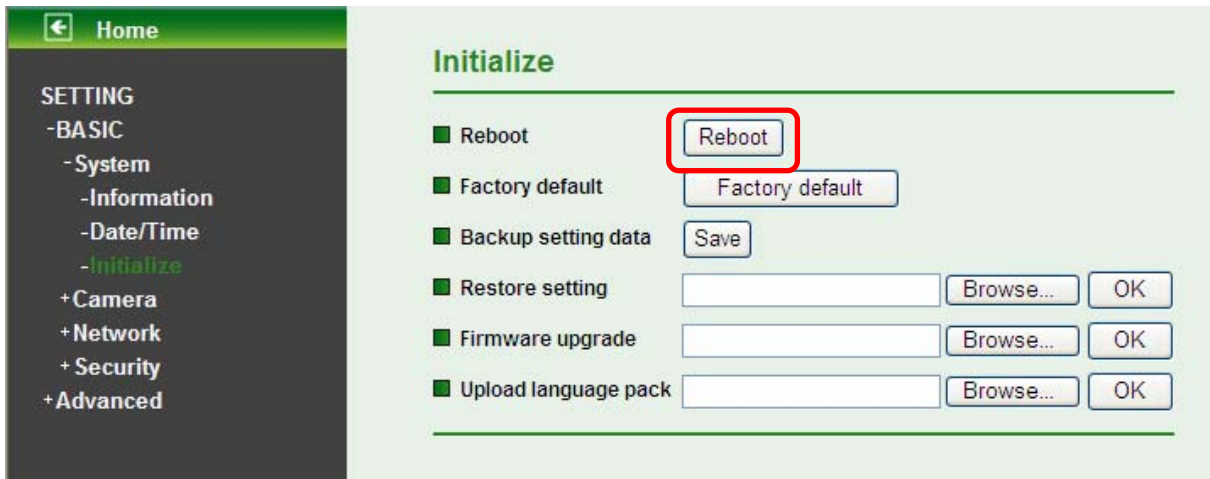 Home
SETTING
-BASIC
-System
-Information
-Date/Time
-Initialize
+Camera
+Network
+Security
+Advanced
Initialize
Reboot Reboot
Factory default Factory default
Backup setting data Save
Restore setting Browse... OK
Firmware upgrade Browse... OK
Upload language pack Browse... OK